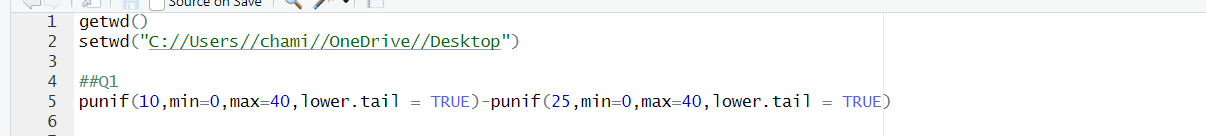 Source on Save
1 getwd()
2 setwd("C://Users//chami//OneDrive//Desktop")
3
4 ##Q1
5 punif(10,min=0,max=40,lower.tail = TRUE)-punif(25,min=0,max=40,lower.tail = TRUE)
6